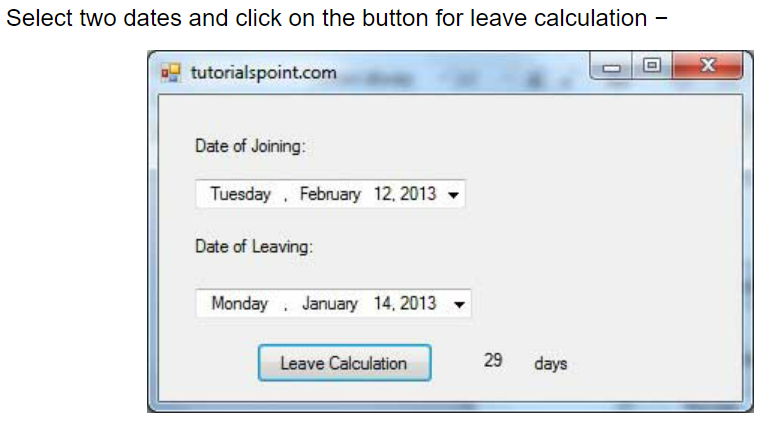 Select two dates and click on the button for leave calculation −
tutorialspoint.com
Date of Joining:
Tuesday , February 12, 2013
Date of Leaving:
Monday , January 14, 2013
Leave Calculation 29 days